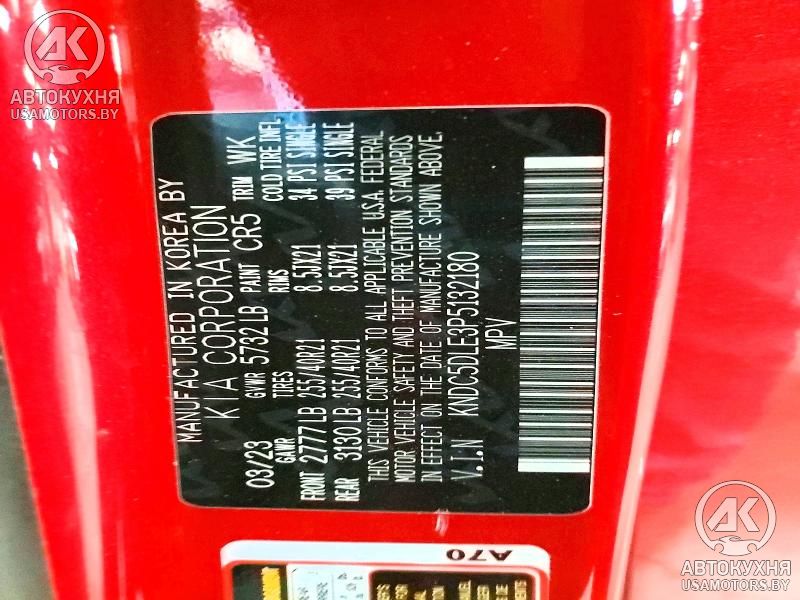 АК
АВТОКУХНЯ
USAMOTORS.BY
MANUFACTURED IN KOREA BY
KIA CORPORATION
03/23 GVWR 5732 LB PAINT CR5 TRIM WK
GAWR TIRES RIMS COLD TIRE INFL.
FRONT 2777 LB 255/40R21 8.5JX21 34 PSI SINGLE
REAR 3130 LB 255/40R21 8.5JX21 39 PSI SINGLE
THIS VEHICLE CONFORMS TO ALL APPLICABLE U.S.A. FEDERAL
MOTOR VEHICLE SAFETY AND THEFT PREVENTION STANDARDS
IN EFFECT ON THE DATE OF MANUFACTURE SHOWN ABOVE.
V.I.N KNDC5DLE3P5132180
MPV
A70
АК
АВТОКУХНЯ
USAMOTORS.BY